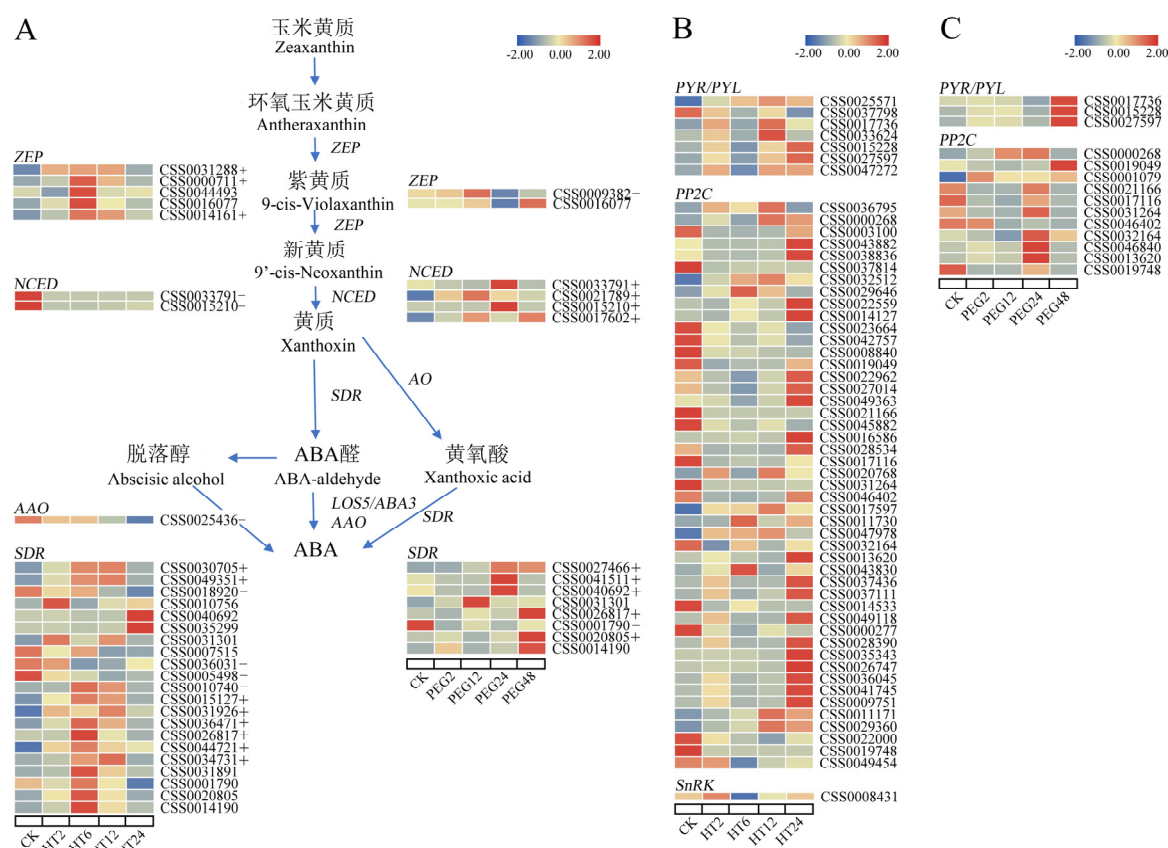 A
玉米黄质
Zeaxanthin
-2.00 0.00 2.00
环氧玉米黄质
Antheraxanthin
ZEP
紫黄质
9-cis-Violaxanthin
ZEP
新黄质
9'-cis-Neoxanthin
NCED
黄质
Xanthoxin
SDR
AO
脱落醇
Abscisic alcohol
ABA醛
ABA-aldehyde
黄氧酸
Xanthoxic acid
LOS5/ABA3
AAO
SDR
ABA
ZEP
CSS0031288+
CSS0000711+
CSS0044493
CSS0016077
CSS0014161+
NCED
CSS0033791−
CSS0015210−
AAO
CSS0025436−
SDR
CSS0030705+
CSS0049351+
CSS0018920−
CSS0010756
CSS0040692
CSS0035299
CSS0031301
CSS0007515
CSS0036031−
CSS0005498−
CSS0010740
CSS0015127+
CSS0031926+
CSS0036471+
CSS0026817+
CSS0044721+
CSS0034731+
CSS0031891
CSS0001790
CSS0020805
CSS0014190
CK HT2 HT6 HT12 HT24
ZEP
CSS0009382−
CSS0016077
NCED
CSS0033791+
CSS0021789+
CSS0015210+
CSS0017602+
SDR
CSS0027466+
CSS0041511+
CSS0040692+
CSS0031301
CSS0026817+
CSS0001790−
CSS0020805+
CSS0014190
CK PEG2 PEG12 PEG24 PEG48
B
-2.00 0.00 2.00
PYR/PYL
CSS0025571
CSS0037798
CSS0017736
CSS0033624
CSS0015228
CSS0027597
CSS0047272
PP2C
CSS0036795
CSS0000268
CSS0003100
CSS0043882
CSS0038836
CSS0037814
CSS0032512
CSS0029646
CSS0022559
CSS0014127
CSS0023664
CSS0042757
CSS0008840
CSS0019049
CSS0022962
CSS0027014
CSS0049363
CSS0021166
CSS0045882
CSS0016586
CSS0028534
CSS0017116
CSS0020768
CSS0031264
CSS0046402
CSS0017597
CSS0011730
CSS0047978
CSS0032164
CSS0013620
CSS0043830
CSS0037436
CSS0037111
CSS0014533
CSS0049118
CSS0000277
CSS0028390
CSS0035343
CSS0026747
CSS0036045
CSS0041745
CSS0009751
CSS0011171
CSS0029360
CSS0022000
CSS0019748
CSS0049454
SnRK
CSS0008431
CK HT2 HT6 HT12 HT24
C
-2.00 0.00 2.00
PYR/PYL
CSS0017736
CSS0015228
CSS0027597
PP2C
CSS0000268
CSS0019049
CSS0001079
CSS0021166
CSS0017116
CSS0031264
CSS0046402
CSS0032164
CSS0046840
CSS0013620
CSS0019748
CK PEG2 PEG12 PEG24 PEG48